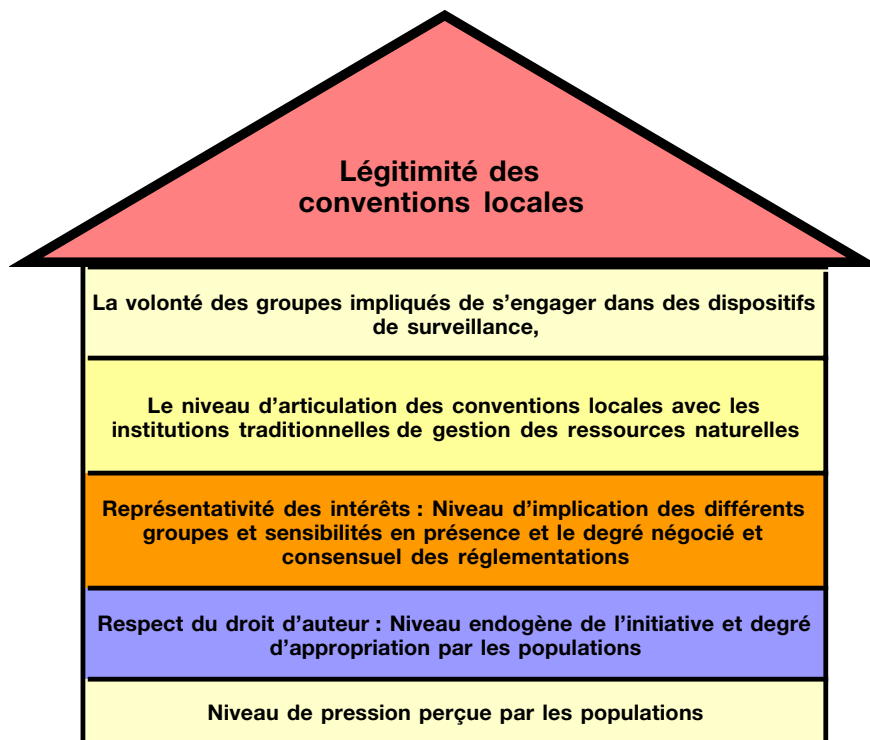 Légitimité des
conventions locales
La volonté des groupes impliqués de s'engager dans des dispositifs
de surveillance,
Le niveau d'articulation des conventions locales avec les
institutions traditionnelles de gestion des ressources naturelles
Représentativité des intérêts : Niveau d'implication des différents
groupes et sensibilités en présence et le degré négocié et
consensuel des réglementations
Respect du droit d'auteur : Niveau endogène de l'initiative et degré
d'appropriation par les populations
Niveau de pression perçue par les populations